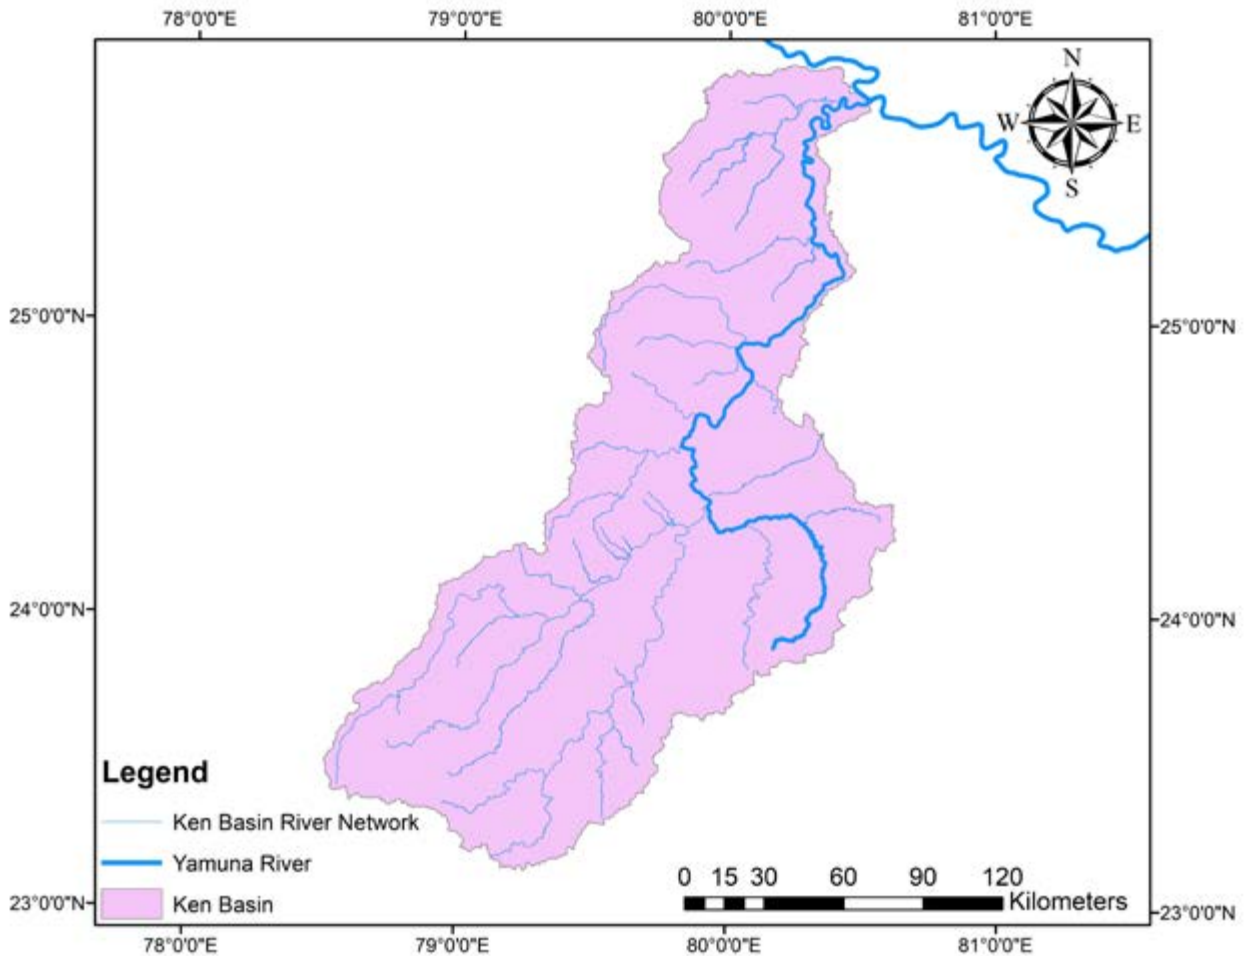 78°0'0"E 79°0'0"E 80°0'0"E 81°0'0"E
N
W E
S
25°0'0"N 25°0'0"N
24°0'0"N 24°0'0"N
Legend
Ken Basin River Network
Yamuna River
0 15 30 60 90 120
Kilometers
Ken Basin
23°0'0"N 23°0'0"N
78°0'0"E 79°0'0"E 80°0'0"E 81°0'0"E